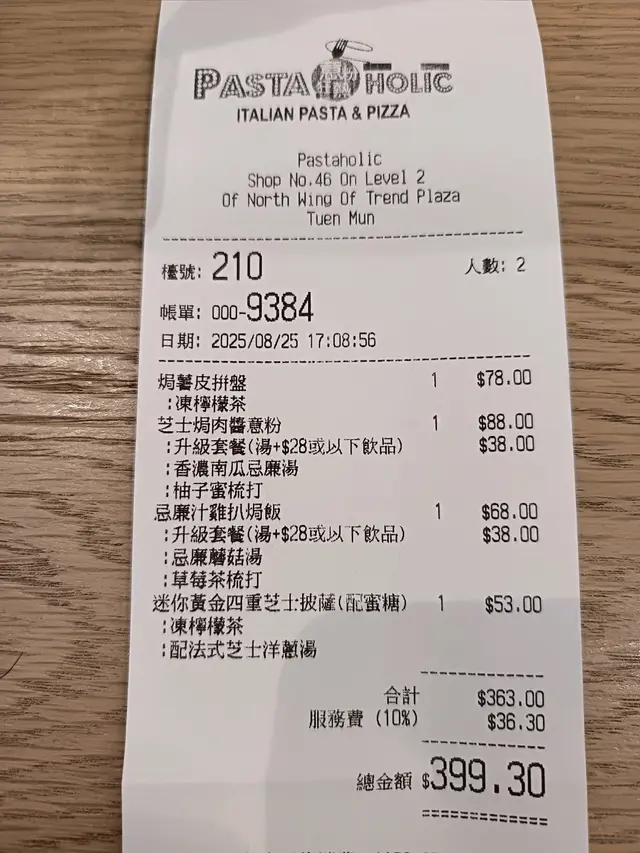 PASTA HOLIC
ITALIAN PASTA & PIZZA
Pastaholic
Shop No.46 On Level 2
Of North Wing Of Trend Plaza
Tuen Mun
檯號: 210 人數: 2
帳單: 000-9384
日期: 2025/08/25 17:08:56
焗薯皮拼盤 1 $78.00
:凍檸檬茶
芝士焗肉醬意粉 1 $88.00
:升級套餐(湯+$28或以下飲品) $38.00
:香濃南瓜忌廉湯
:柚子蜜梳打
忌廉汁雞扒焗飯 1 $68.00
:升級套餐(湯+$28或以下飲品) $38.00
:忌廉蘑菇湯
:草莓茶梳打
迷你黃金四重芝士披薩(配蜜糖) 1 $53.00
:凍檸檬茶
:配法式芝士洋蔥湯
合計 $363.00
服務費 (10%) $36.30
總金額 $399.30